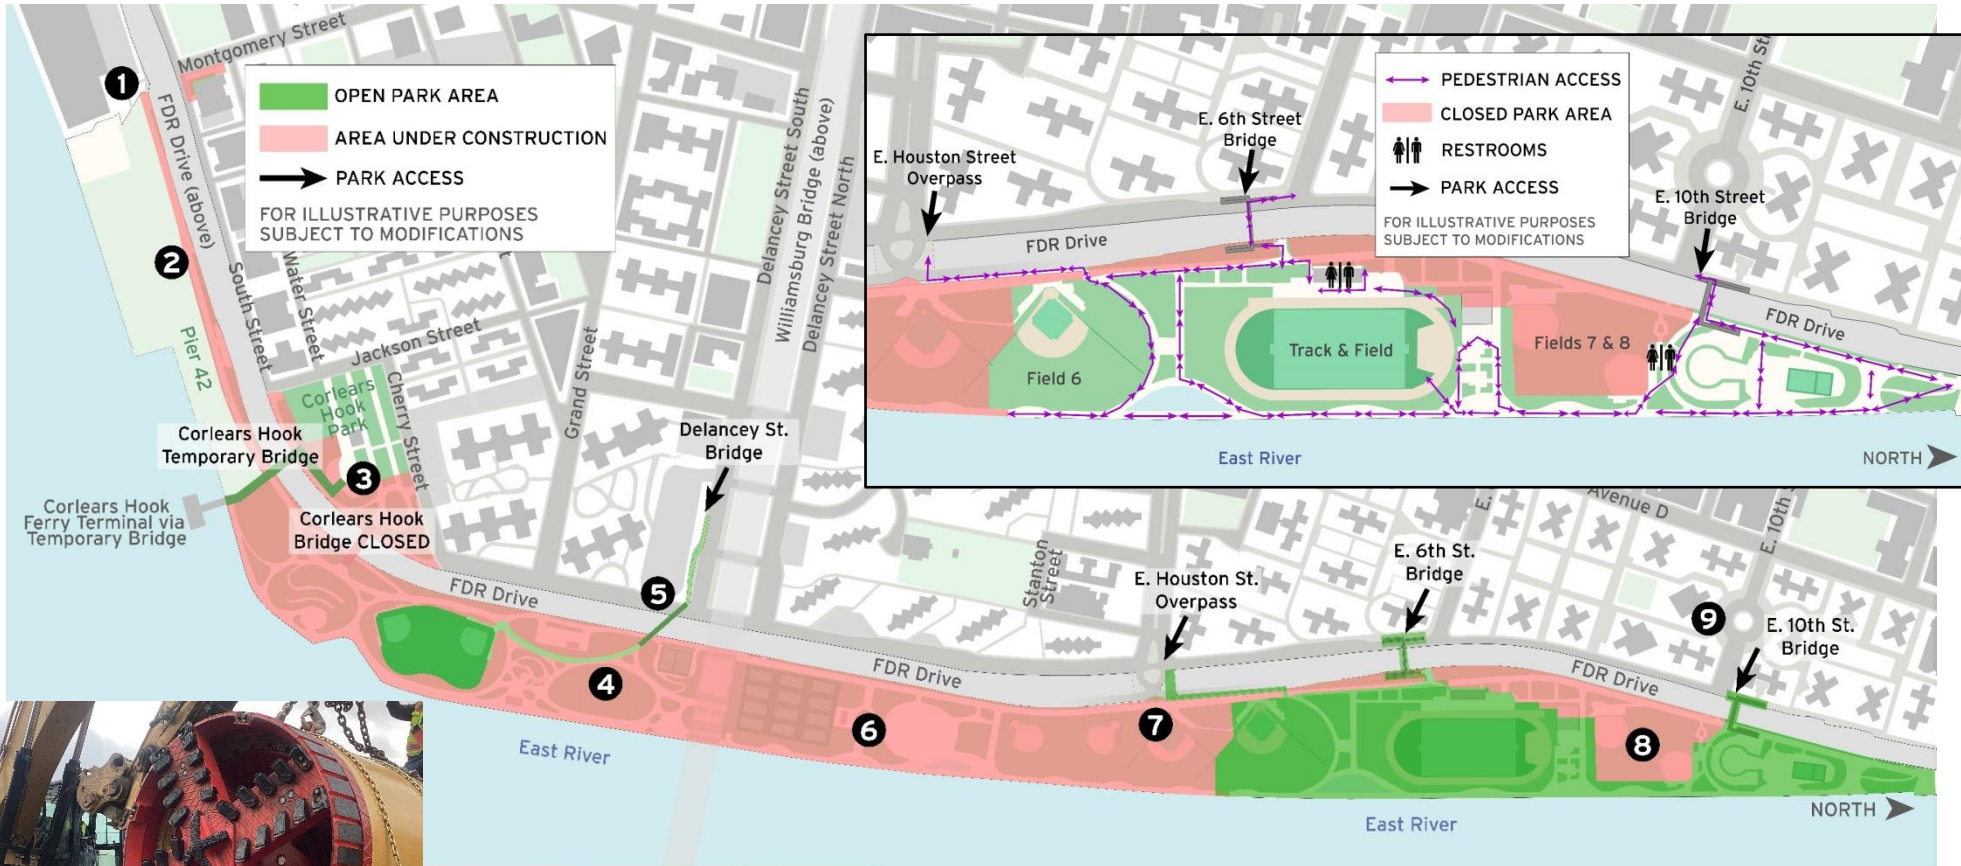 1
Montgomery Street
FDR Drive (above)
OPEN PARK AREA
AREA UNDER CONSTRUCTION
PARK ACCESS
FOR ILLUSTRATIVE PURPOSES
SUBJECT TO MODIFICATIONS
2
Pier 42
South Street
Water Street
Jackson Street
Corlears
Hook
Park
Cherry Street
Grand Street
Delancey Street South
Williamsburg Bridge (above)
Delancey Street North
Corlears Hook
Temporary Bridge
3
Corlears Hook
Ferry Terminal via
Temporary Bridge
Corlears Hook
Bridge CLOSED
Delancey St.
Bridge
FDR Drive
5
4
East River
FDR Drive
6
Stanton
Street
E. Houston St.
Overpass
7
E. 6th St.
Bridge
Avenue D
E. 10th
9
E. 10th St.
Bridge
FDR Drive
8
East River
NORTH
PEDESTRIAN ACCESS
CLOSED PARK AREA
RESTROOMS
PARK ACCESS
FOR ILLUSTRATIVE PURPOSES
SUBJECT TO MODIFICATIONS
E. Houston Street
Overpass
E. 6th Street
Bridge
E. 10th St
E. 10th Street
Bridge
FDR Drive
FDR Drive
Field 6
Track & Field
Fields 7 & 8
East River
NORTH